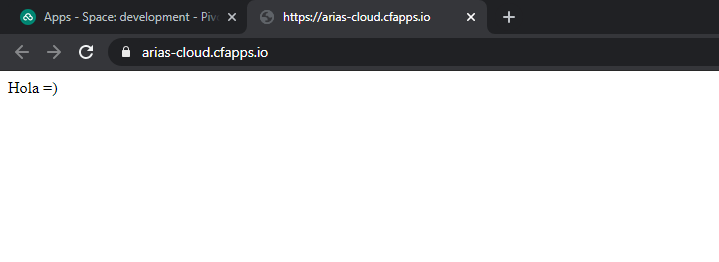 Apps - Space: development - Piv
https://arias-cloud.cfapps.io
arias-cloud.cfapps.io
Hola =)